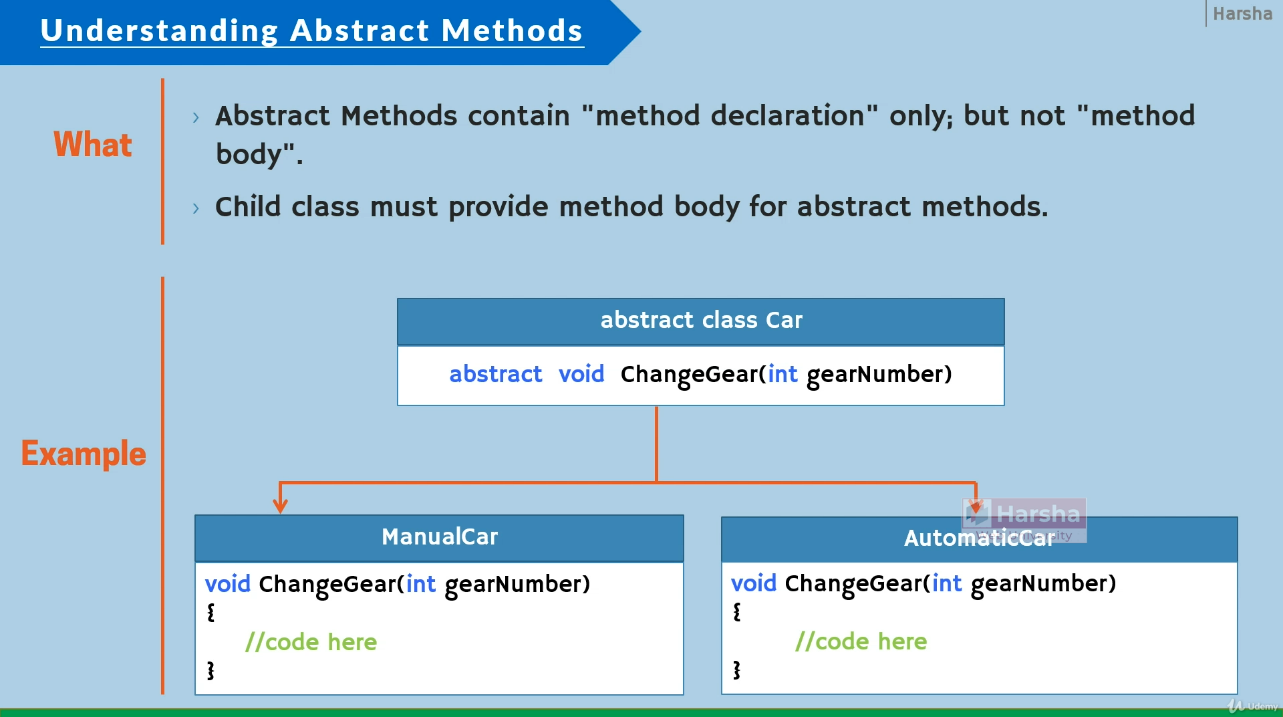 Understanding Abstract Methods
Harsha
What
› Abstract Methods contain "method declaration" only; but not "method
body".
› Child class must provide method body for abstract methods.
Example
abstract class Car
abstract void ChangeGear(int gearNumber)
ManualCar
void ChangeGear(int gearNumber)
{
//code here
}
Harsha
AutomaticCar
void ChangeGear(int gearNumber)
{
//code here
}
Udemy